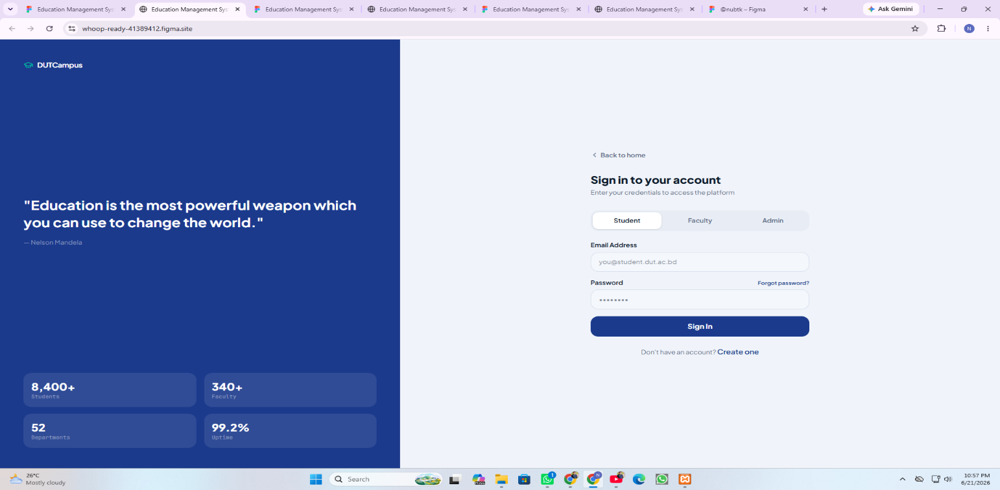 Education Management Sys
Education Management Sys
Education Management Sys
Education Management Sys
Education Management Sys
Education Management Sys
@nubtk – Figma
Ask Gemini
whoop-ready-41389412.figma.site
N
DUTCampus
"Education is the most powerful weapon which
you can use to change the world."
— Nelson Mandela
8,400+
Students
340+
Faculty
52
Departments
99.2%
Uptime
Back to home
Sign in to your account
Enter your credentials to access the platform
Student Faculty Admin
Email Address
you@student.dut.ac.bd
Password Forgot password?
••••••••
Sign In
Don't have an account? Create one
26°C
Mostly cloudy
Search
1
N
10:57 PM
6/21/2026